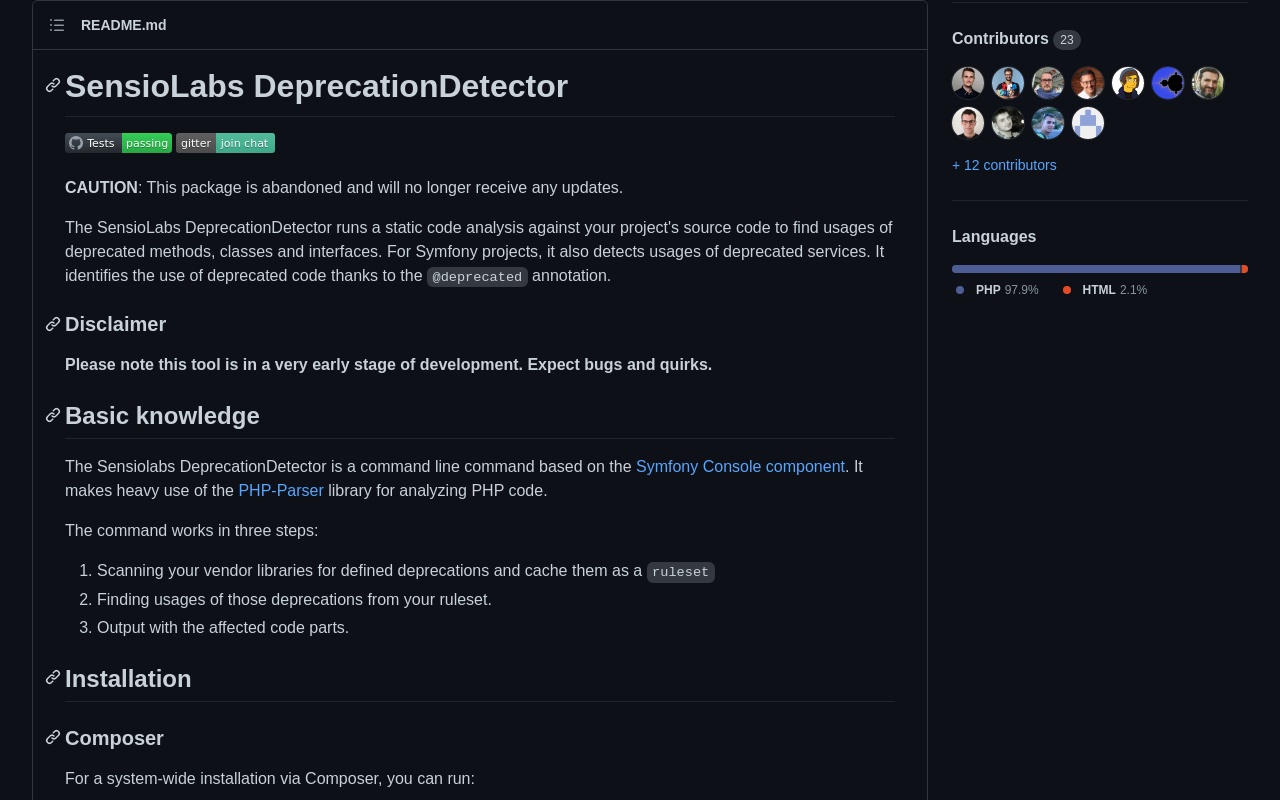 README.md
SensioLabs DeprecationDetector
Tests passing gitter join chat
CAUTION: This package is abandoned and will no longer receive any updates.
The SensioLabs DeprecationDetector runs a static code analysis against your project's source code to find usages of
deprecated methods, classes and interfaces. For Symfony projects, it also detects usages of deprecated services. It
identifies the use of deprecated code thanks to the @deprecated annotation.
Disclaimer
Please note this tool is in a very early stage of development. Expect bugs and quirks.
Basic knowledge
The Sensiolabs DeprecationDetector is a command line command based on the Symfony Console component. It
makes heavy use of the PHP-Parser library for analyzing PHP code.
The command works in three steps:
1. Scanning your vendor libraries for defined deprecations and cache them as a ruleset
2. Finding usages of those deprecations from your ruleset.
3. Output with the affected code parts.
Installation
Composer
For a system-wide installation via Composer, you can run:
Contributors 23
+ 12 contributors
Languages
PHP 97.9% HTML 2.1%